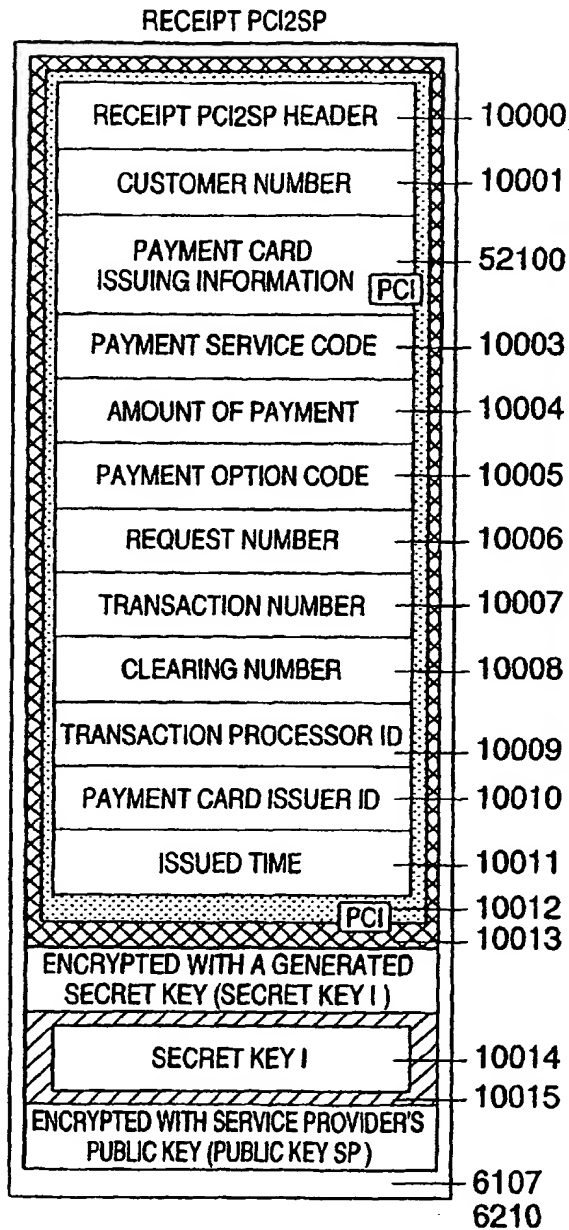 RECEIPT PCI2SP
RECEIPT PCI2SP HEADER 10000
CUSTOMER NUMBER 10001
PAYMENT CARD
ISSUING INFORMATION 52100
PCI
PAYMENT SERVICE CODE 10003
AMOUNT OF PAYMENT 10004
PAYMENT OPTION CODE 10005
REQUEST NUMBER 10006
TRANSACTION NUMBER 10007
CLEARING NUMBER 10008
TRANSACTION PROCESSOR ID 10009
PAYMENT CARD ISSUER ID 10010
ISSUED TIME 10011
PCI 10012
10013
ENCRYPTED WITH A GENERATED
SECRET KEY (SECRET KEY I)
SECRET KEY I 10014
10015
ENCRYPTED WITH SERVICE PROVIDER'S
PUBLIC KEY (PUBLIC KEY SP)
6107
6210